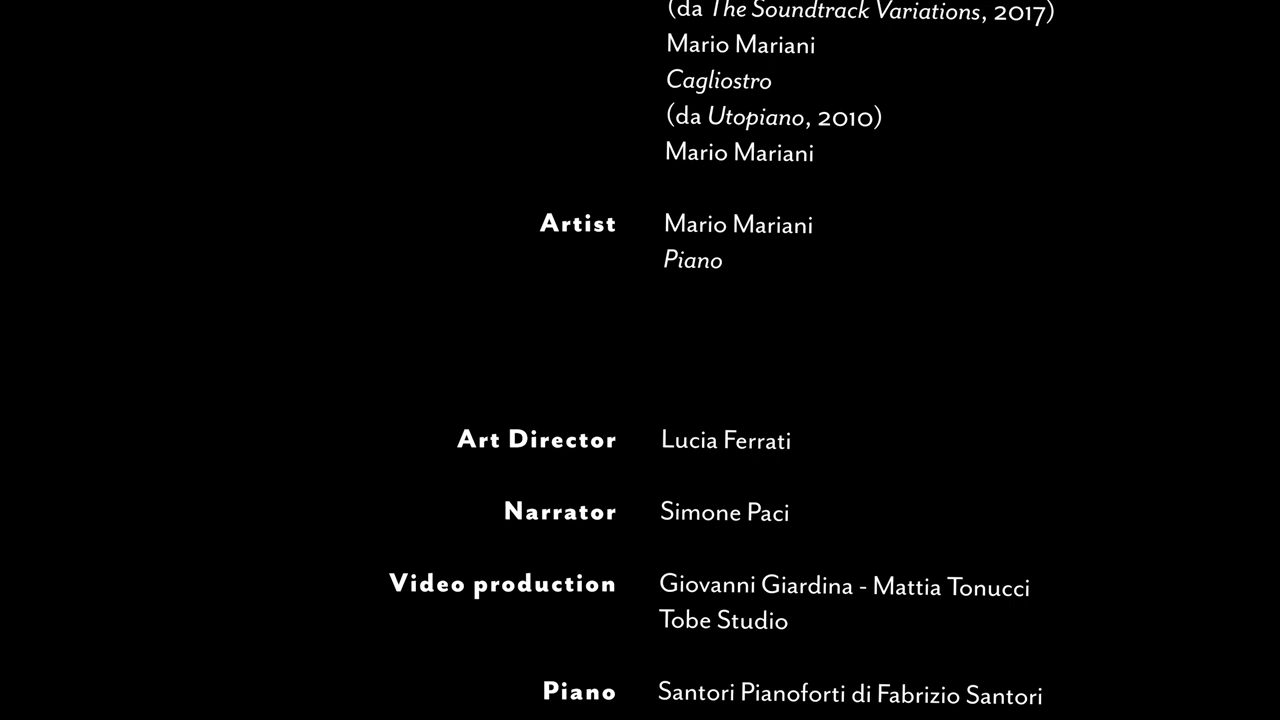 (da The Soundtrack Variations, 2017)
Mario Mariani
Cagliostro
(da Utopiano, 2010)
Mario Mariani
Artist Mario Mariani
Piano
Art Director Lucia Ferrati
Narrator Simone Paci
Video production Giovanni Giardina - Mattia Tonucci
Tobe Studio
Piano Santori Pianoforti di Fabrizio Santori